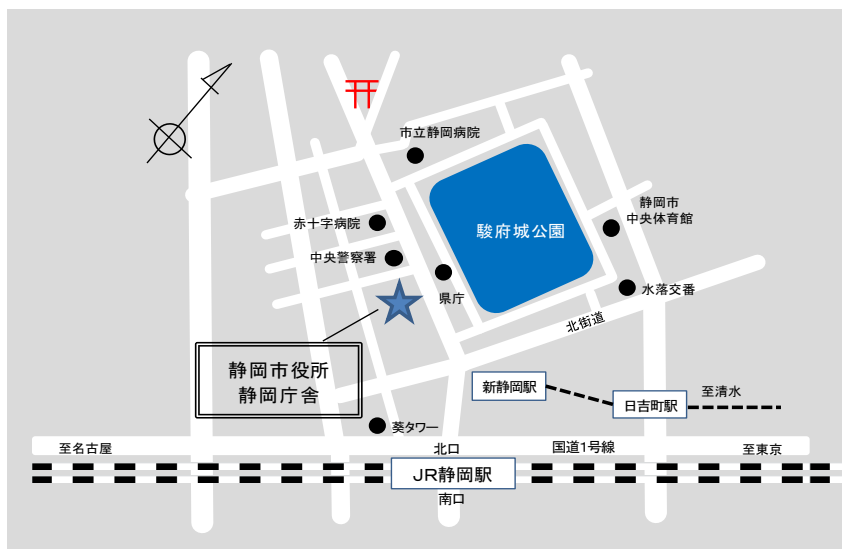 市立静岡病院
赤十字病院
中央警察署
駿府城公園
静岡市
中央体育館
県庁
水落交番
北街道
静岡市役所
静岡庁舎
新静岡駅
日吉町駅
至清水
葵タワー
至名古屋
北口
国道1号線
至東京
JR静岡駅
南口